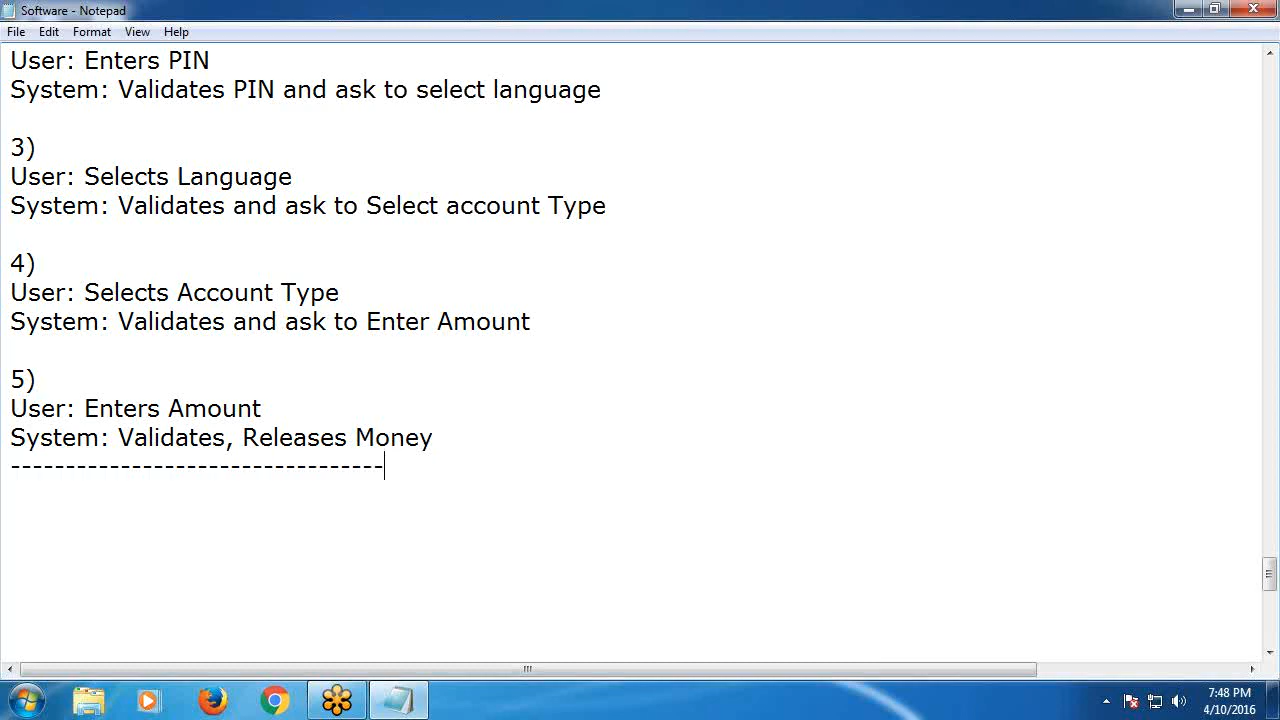 Software - Notepad
File Edit Format View Help
User: Enters PIN
System: Validates PIN and ask to select language
3)
User: Selects Language
System: Validates and ask to Select account Type
4)
User: Selects Account Type
System: Validates and ask to Enter Amount
5)
User: Enters Amount
System: Validates, Releases Money
----------------------------------
7:48 PM
4/10/2016